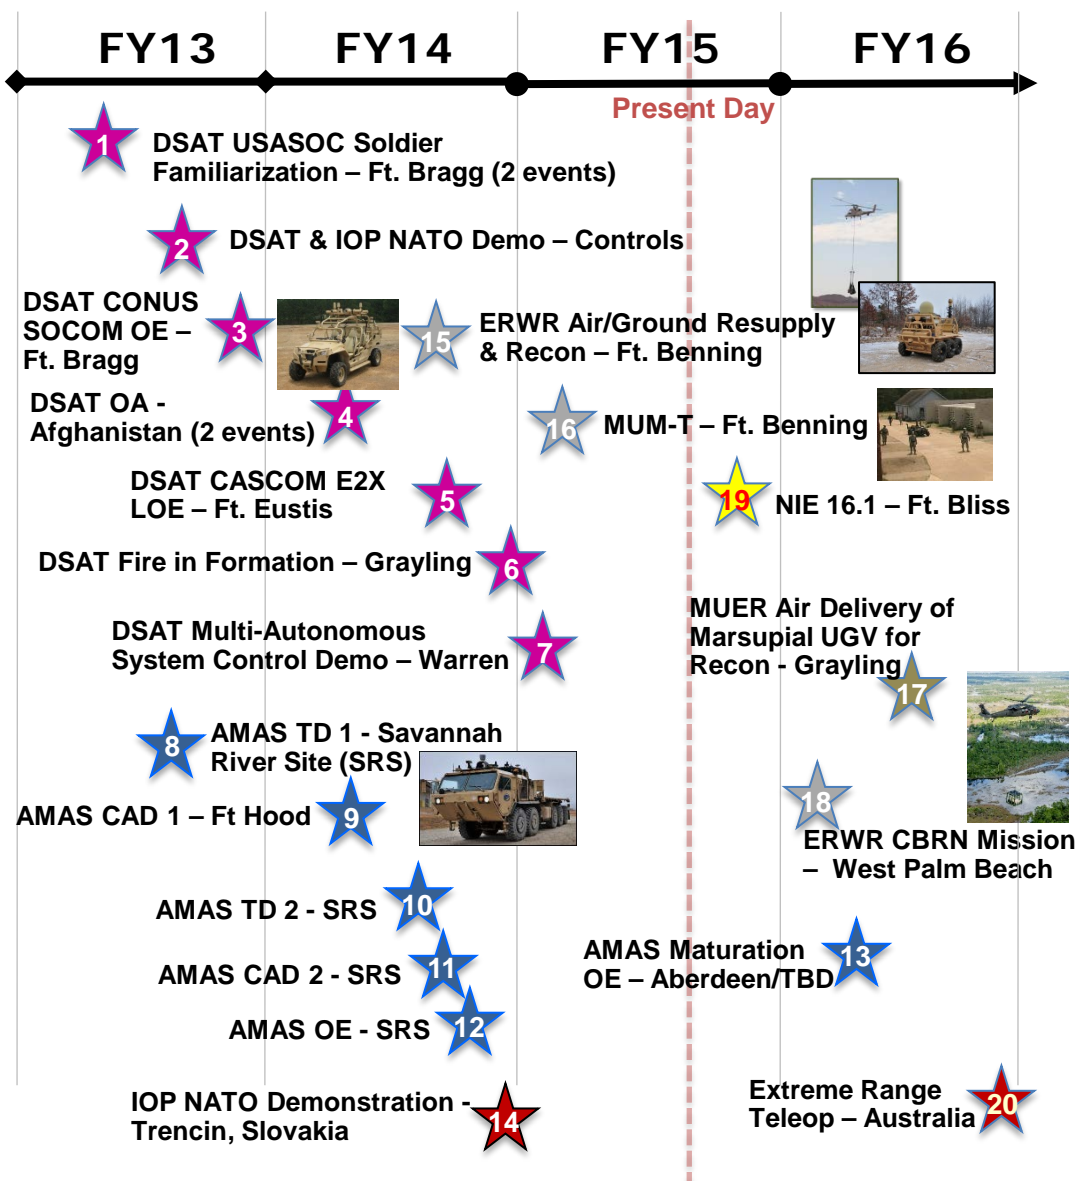 FY13 FY14 FY15 FY16
Present Day
1
DSAT USASOC Soldier
Familiarization – Ft. Bragg (2 events)
2
DSAT & IOP NATO Demo – Controls
DSAT CONUS
SOCOM OE –
Ft. Bragg
3
15
ERWR Air/Ground Resupply
& Recon – Ft. Benning
DSAT OA -
Afghanistan (2 events)
4
16
MUM-T – Ft. Benning
DSAT CASCOM E2X
LOE – Ft. Eustis
5
19
NIE 16.1 – Ft. Bliss
DSAT Fire in Formation – Grayling
6
DSAT Multi-Autonomous
System Control Demo – Warren
7
MUER Air Delivery of
Marsupial UGV for
Recon - Grayling
17
8
AMAS TD 1 - Savannah
River Site (SRS)
AMAS CAD 1 – Ft Hood
9
18
ERWR CBRN Mission
– West Palm Beach
AMAS TD 2 - SRS
10
AMAS CAD 2 - SRS
11
AMAS Maturation
OE – Aberdeen/TBD
13
AMAS OE - SRS
12
IOP NATO Demonstration -
Trencin, Slovakia
14
Extreme Range
Teleop – Australia
20